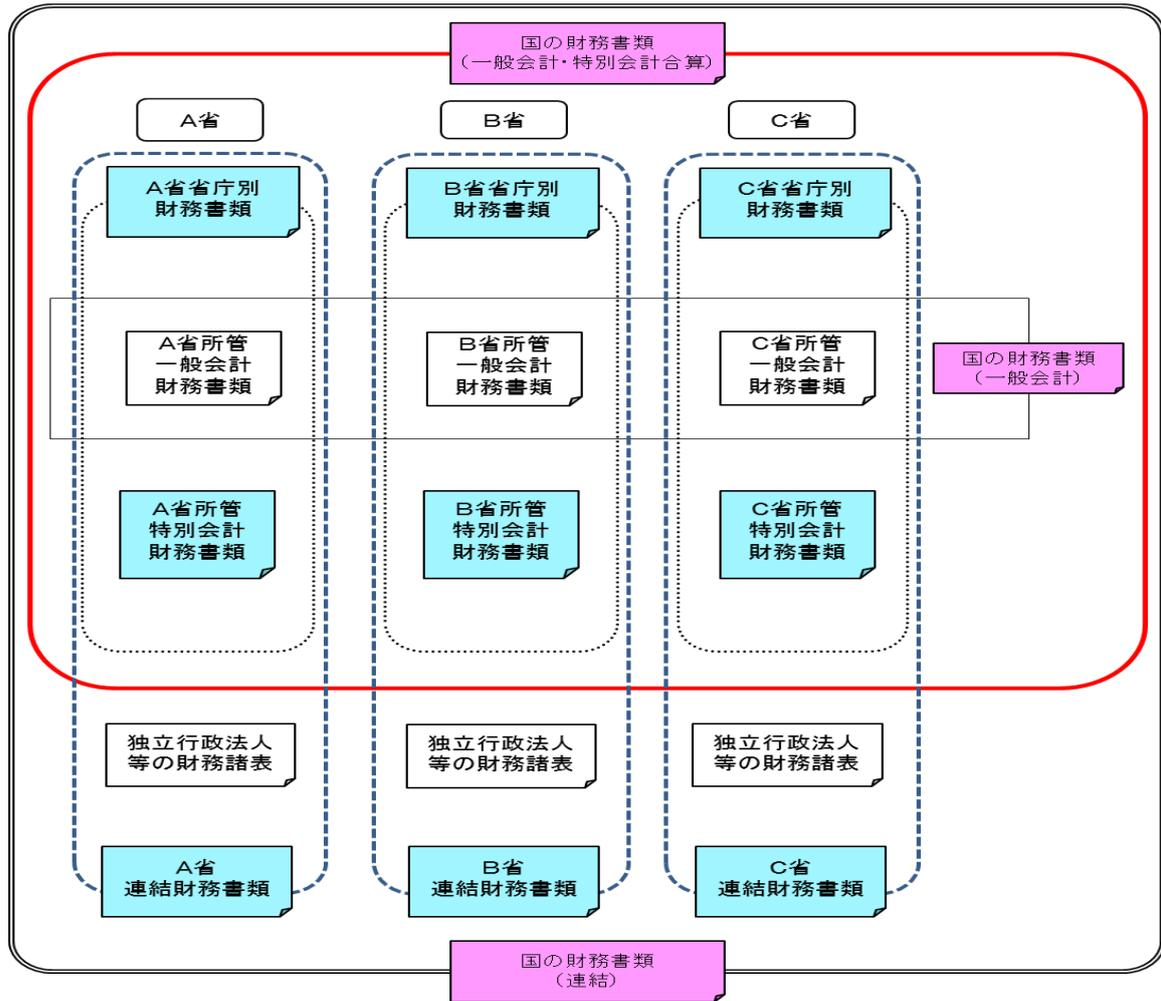 国の財務書類
（一般会計・特別会計合算）
A省
B省
C省
A省省庁別
財務書類
B省省庁別
財務書類
C省省庁別
財務書類
A省所管
一般会計
財務書類
B省所管
一般会計
財務書類
C省所管
一般会計
財務書類
国の財務書類
（一般会計）
A省所管
特別会計
財務書類
B省所管
特別会計
財務書類
C省所管
特別会計
財務書類
独立行政法人
等の財務諸表
独立行政法人
等の財務諸表
独立行政法人
等の財務諸表
A省
連結財務書類
B省
連結財務書類
C省
連結財務書類
国の財務書類
（連結）